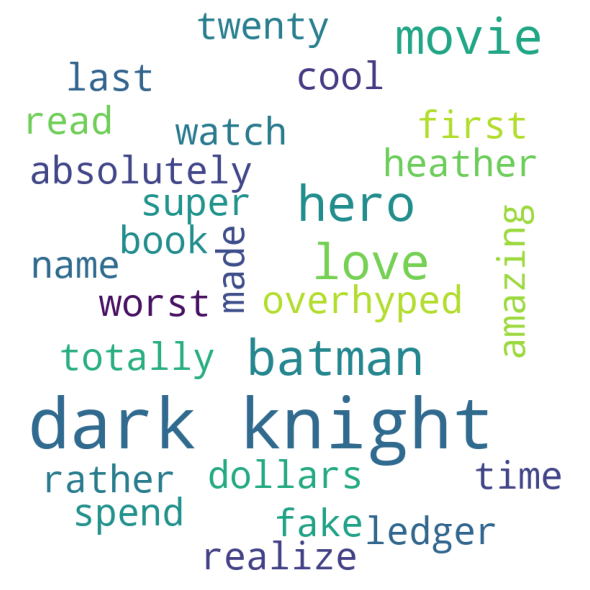 twenty movie
last cool
read watch first
absolutely heather
super hero
book made love amazing
name
worst overhyped
totally batman
dark knight
rather dollars time
spend fake ledger
realize